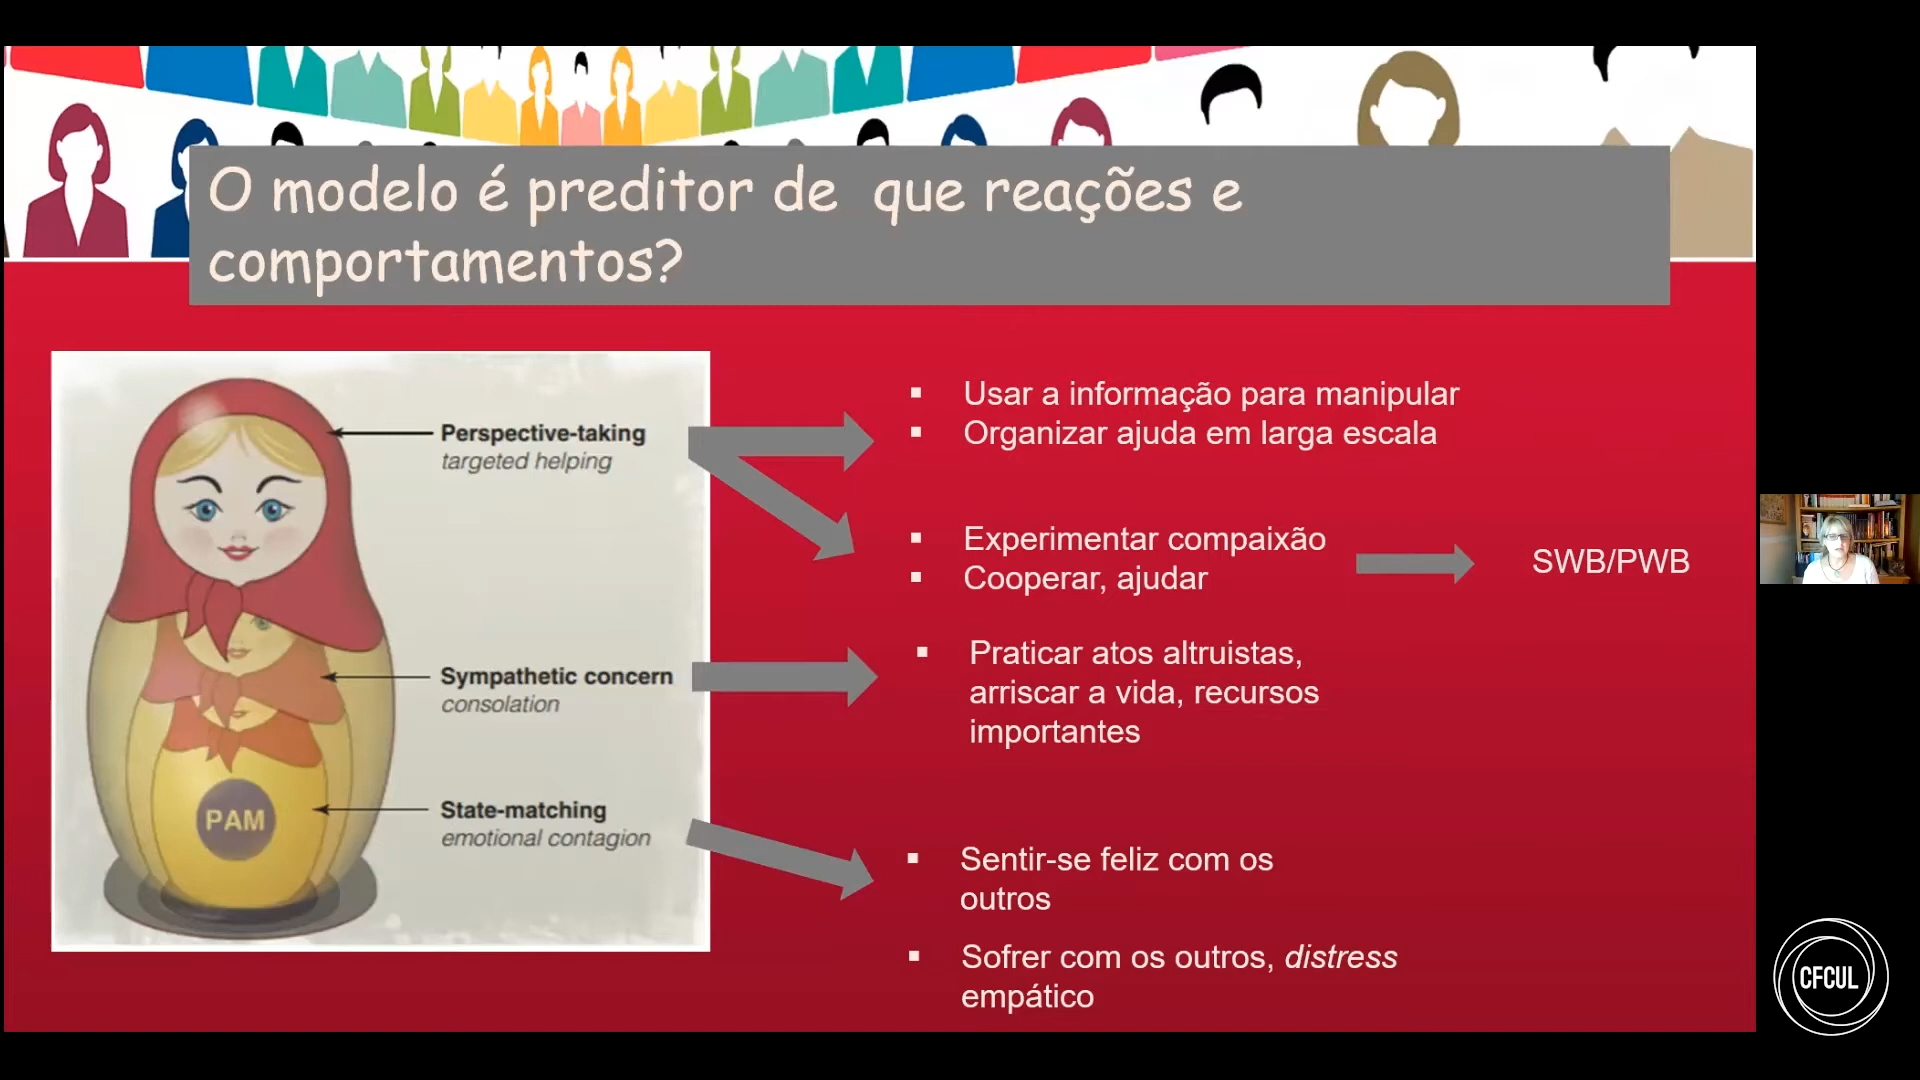 O modelo é preditor de que reações e
comportamentos?
Perspective-taking
targeted helping
Sympathetic concern
consolation
State-matching
emotional contagion
PAM
Usar a informação para manipular
Organizar ajuda em larga escala
Experimentar compaixão
Cooperar, ajudar
SWB/PWB
Praticar atos altruistas,
arriscar a vida, recursos
importantes
Sentir-se feliz com os
outros
Sofrer com os outros, distress
empático
CFCUL